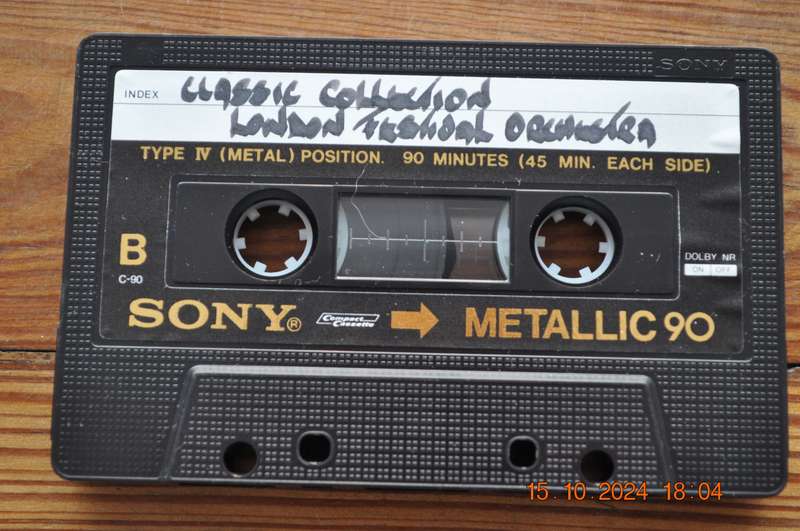 SONY
INDEX CLASSIC COLLECTION
LONDON FESTIVAL ORCHESTRA
TYPE IV (METAL) POSITION. 90 MINUTES (45 MIN. EACH SIDE)
B
C-90
DOLBY NR
ON OFF
SONY® Compact Cassette METALLIC 90
15.10.2024 18:04